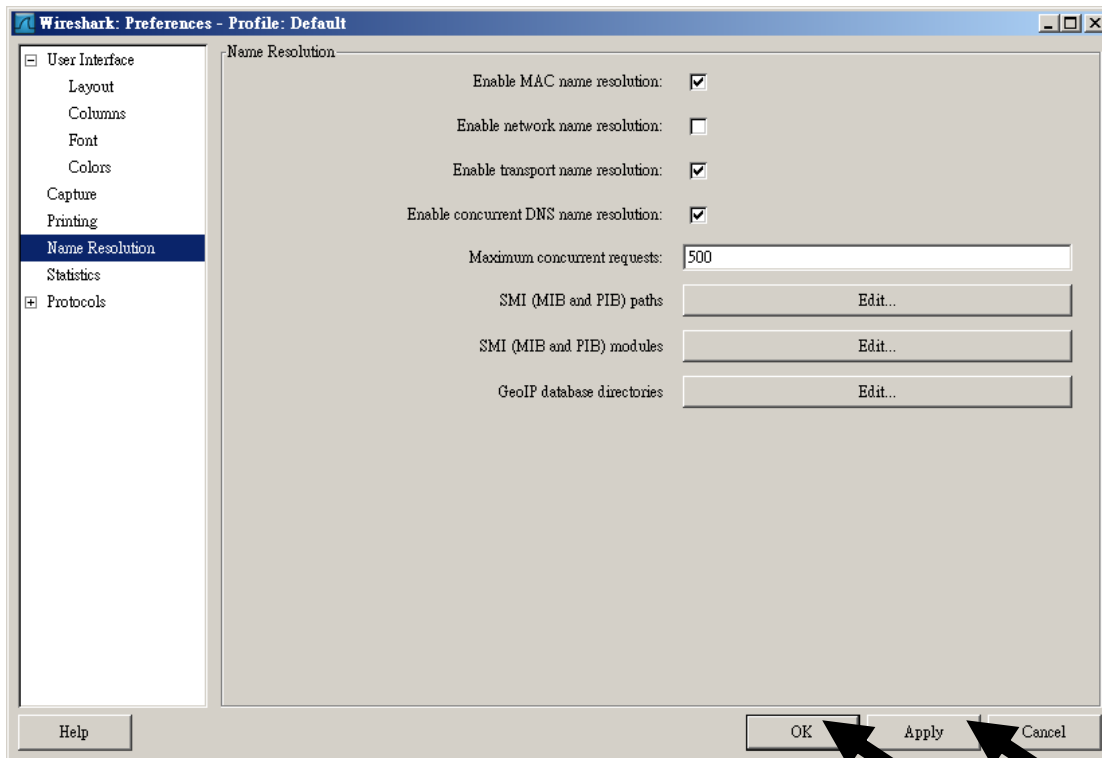 Wireshark: Preferences - Profile: Default
User Interface
Layout
Columns
Font
Colors
Capture
Printing
Name Resolution
Statistics
Protocols
Name Resolution
Enable MAC name resolution:
Enable network name resolution:
Enable transport name resolution:
Enable concurrent DNS name resolution:
Maximum concurrent requests: 500
SMI (MIB and PIB) paths Edit...
SMI (MIB and PIB) modules Edit...
GeoIP database directories Edit...
Help OK Apply Cancel